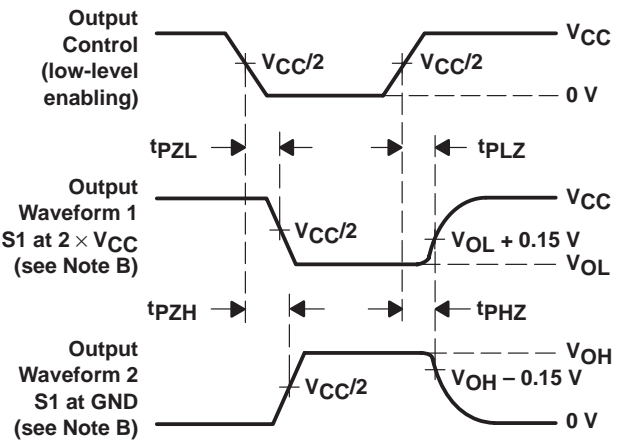 Output
Control
(low-level
enabling)
VCC
VCC/2
VCC/2
0 V
tPZL
tPLZ
Output
Waveform 1
S1 at 2 × VCC
(see Note B)
VCC
VCC/2
VOL + 0.15 V
VOL
tPZH
tPHZ
Output
Waveform 2
S1 at GND
(see Note B)
VOH
VCC/2
VOH – 0.15 V
0 V